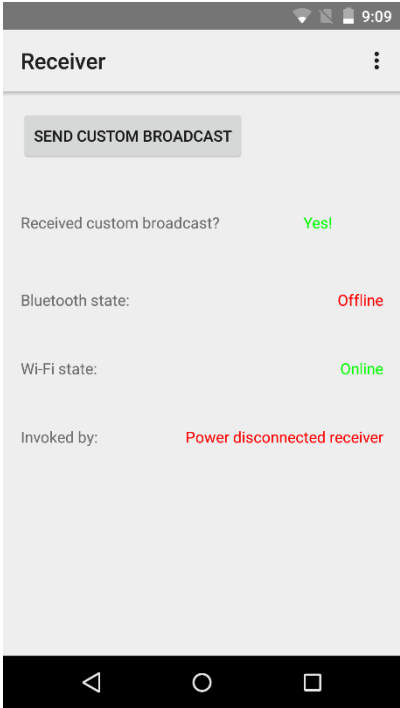 9:09
Receiver
SEND CUSTOM BROADCAST
Received custom broadcast? Yes!
Bluetooth state: Offline
Wi-Fi state: Online
Invoked by: Power disconnected receiver